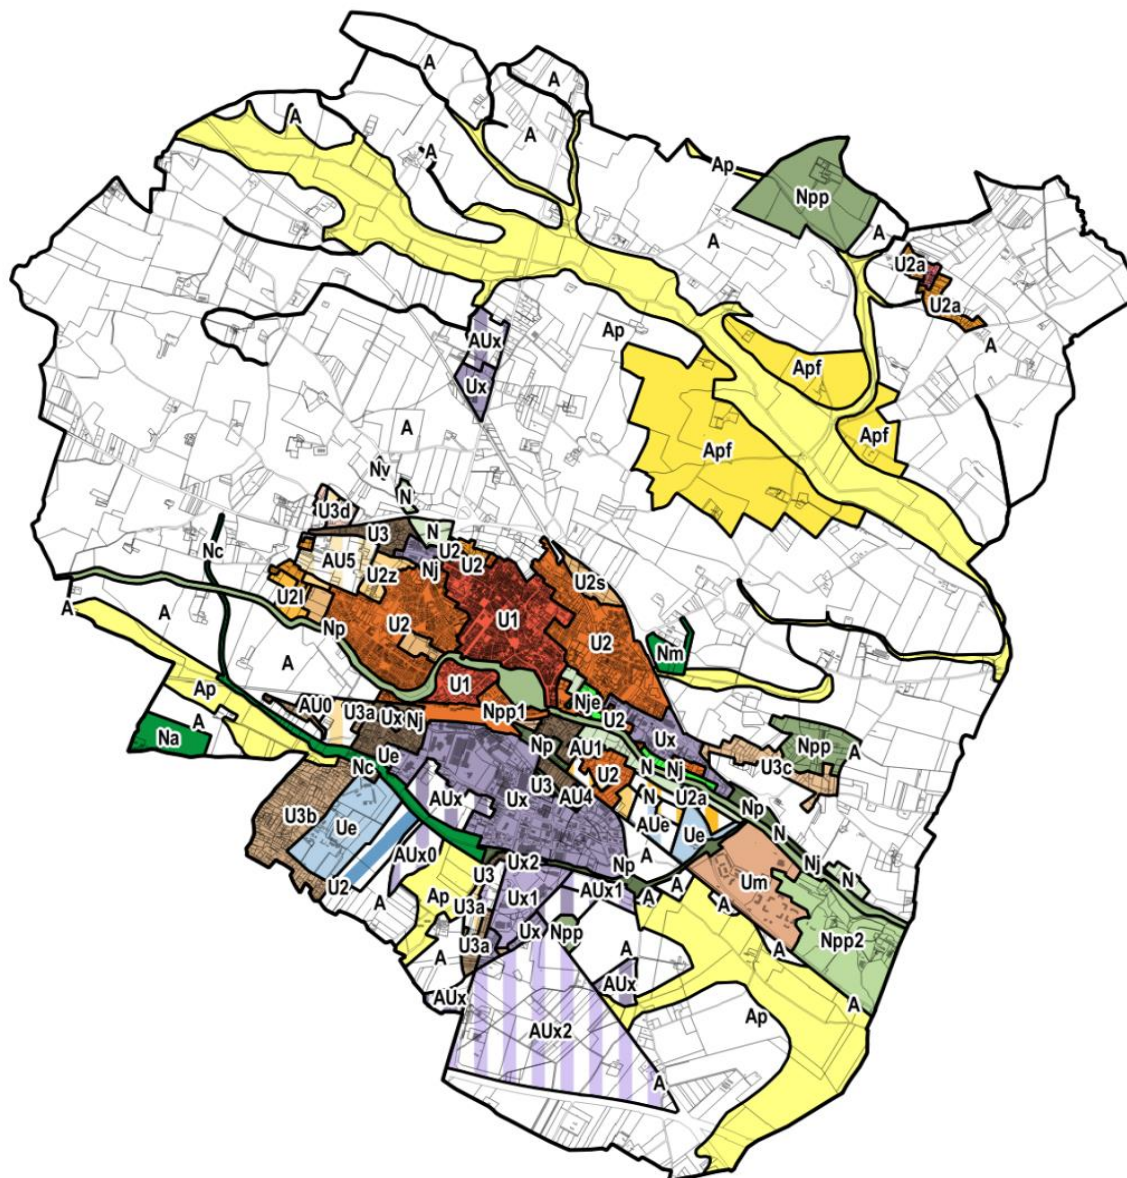 A
A
A
A
A
Ap
Npp
A
A
U2a
U2a
A
AUx
Ap
Ux
Apf
Apf
Apf
A
Nv
N
U3d
U3
N
Nc
AU5
U2
U2
Nj
U2z
U2s
U2l
U1
A
A
Np
U2
U2
Nm
A
U1
Nje
Ap
A
AU0
U3a
Ux
Nj
Npp1
U2
Na
Ux
Npp
A
Np
AU1
U3c
Ue
Nc
N
Nj
U2
U3
AUx
Ux
AU4
N
U2a
Np
U3b
Ue
AUe
Ue
N
AUx0
Ux2
Np
A
Nj
N
U2
U3
AUx1
A
Um
Ap
Ux1
A
A
U3a
A
Ux
Npp
Npp2
U3a
A
A
A
AUx
AUx
A
Ap
AUx2
A